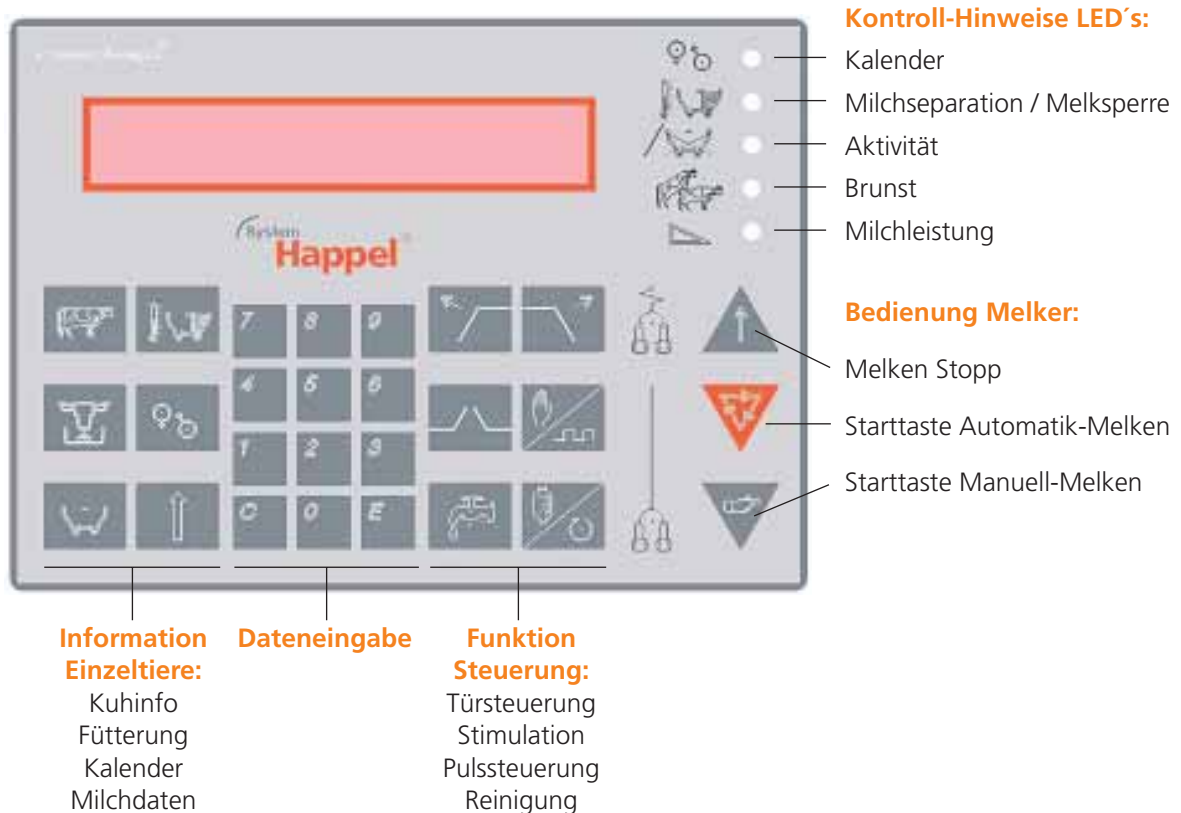 Kontroll-Hinweise LED´s:
Kalender
Milchseparation / Melksperre
Aktivität
Brunst
Milchleistung
System
Happel
7 8 9
4 5 6
1 2 3
C 0 E
Bedienung Melker:
Melken Stopp
Starttaste Automatik-Melken
Starttaste Manuell-Melken
Information
Einzeltiere:
Kuhinfo
Fütterung
Kalender
Milchdaten
Dateneingabe
Funktion
Steuerung:
Türsteuerung
Stimulation
Pulssteuerung
Reinigung